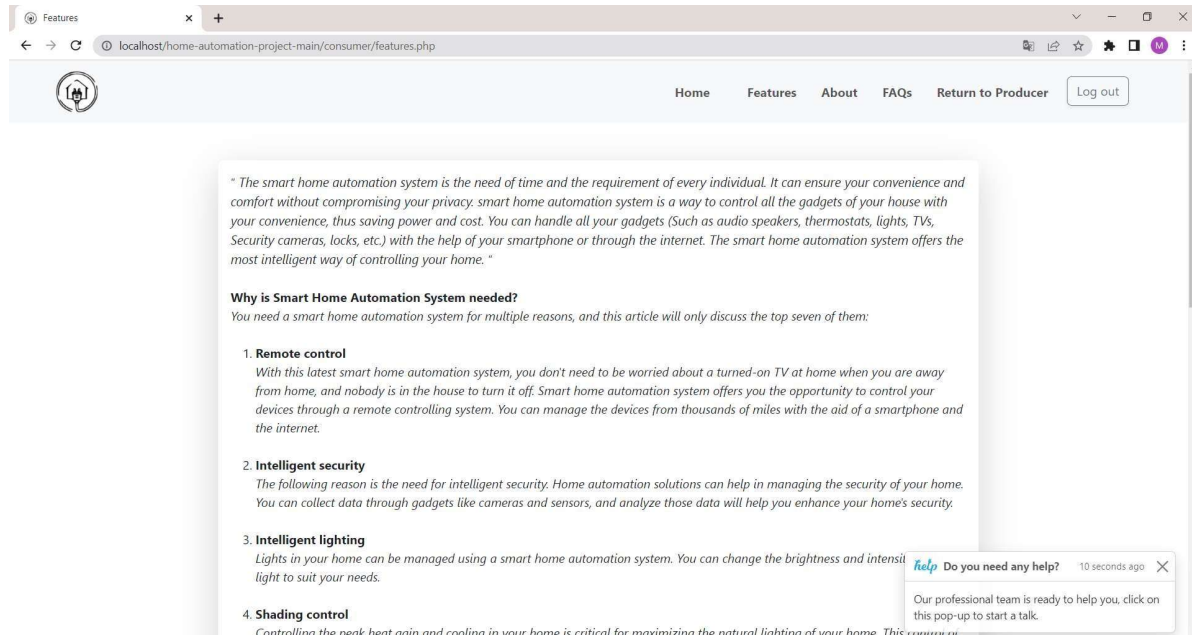 Features
localhost/home-automation-project-main/consumer/features.php
M
Home Features About FAQs Return to Producer Log out
" The smart home automation system is the need of time and the requirement of every individual. It can ensure your convenience and
comfort without compromising your privacy. smart home automation system is a way to control all the gadgets of your house with
your convenience, thus saving power and cost. You can handle all your gadgets (Such as audio speakers, thermostats, lights, TVs,
Security cameras, locks, etc.) with the help of your smartphone or through the internet. The smart home automation system offers the
most intelligent way of controlling your home. "
Why is Smart Home Automation System needed?
You need a smart home automation system for multiple reasons, and this article will only discuss the top seven of them:
1. Remote control
With this latest smart home automation system, you don't need to be worried about a turned-on TV at home when you are away
from home, and nobody is in the house to turn it off. Smart home automation system offers you the opportunity to control your
devices through a remote controlling system. You can manage the devices from thousands of miles with the aid of a smartphone and
the internet.
2. Intelligent security
The following reason is the need for intelligent security. Home automation solutions can help in managing the security of your home.
You can collect data through gadgets like cameras and sensors, and analyze those data will help you enhance your home's security.
3. Intelligent lighting
Lights in your home can be managed using a smart home automation system. You can change the brightness and
light to suit your needs.
4. Shading control
Controlling the peak heat gain and cooling in your home is critical for maximizing the natural lighting of your home. This
help Do you need any help? 10 seconds ago
Our professional team is ready to help you, click on
this pop-up to start a talk.